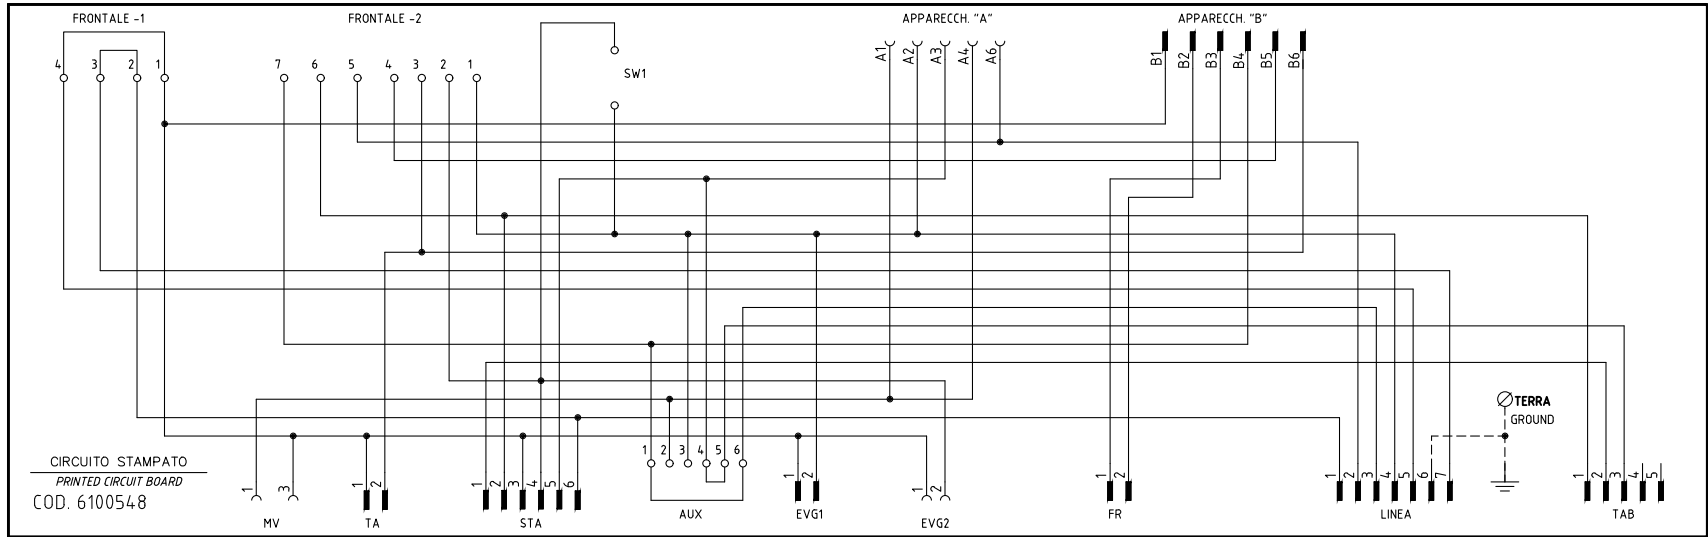 FRONTALE -1 FRONTALE -2 APPARECCH. "A" APPARECCH. "B"
4 3 2 1 7 6 5 4 3 2 1 SW1 A1 A2 A3 A4 A6 B1 B2 B3 B4 B5 B6
TERRA
GROUND
CIRCUITO STAMPATO
PRINTED CIRCUIT BOARD
COD. 6100548
1 3 1 2 1 2 3 4 5 6 1 2 3 4 5 6 1 2 1 2 1 2 1 2 3 4 5 6 7 1 2 3 4 5
MV TA STA AUX EVG1 EVG2 FR LINEA TAB